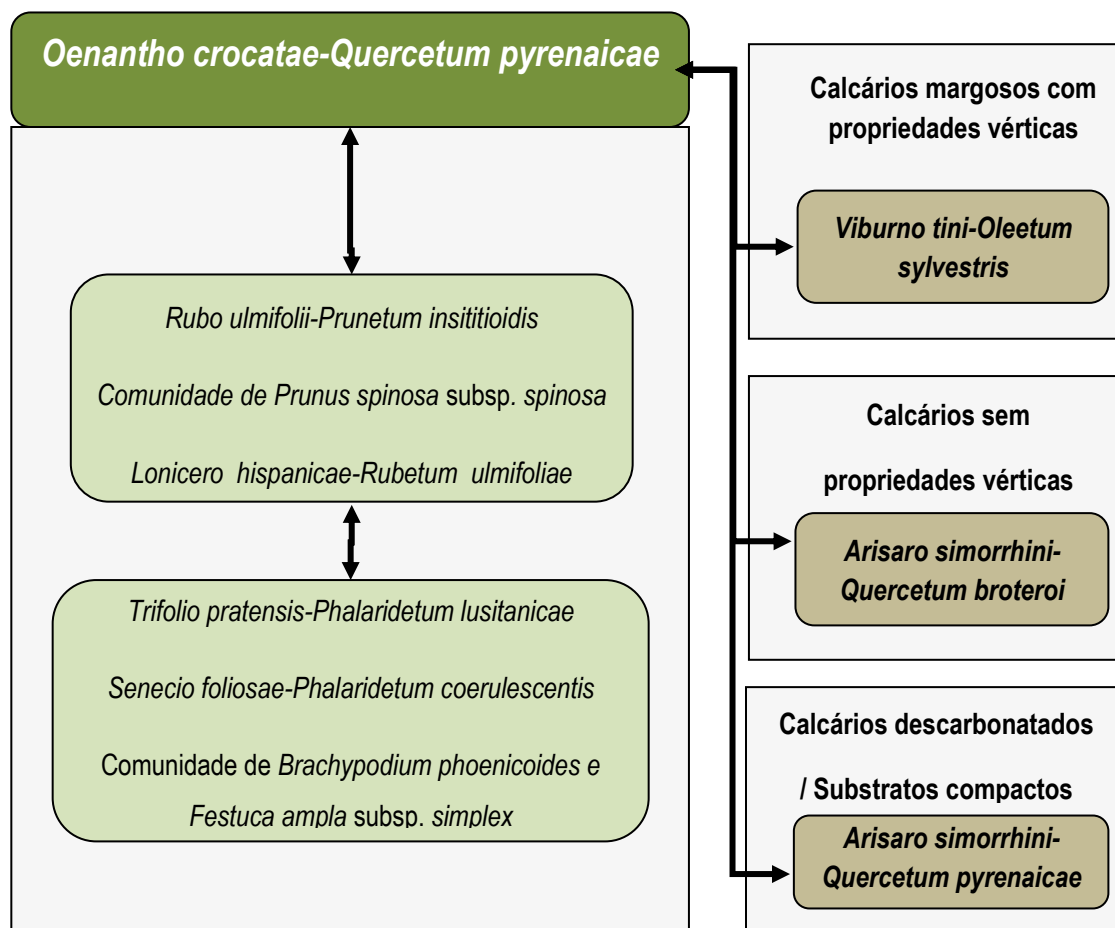 Oenantho crocatae-Quercetum pyrenaicae
Rubo ulmifolii-Prunetum insititioidis
Comunidade de Prunus spinosa subsp. spinosa
Lonicero hispanicae-Rubetum ulmifoliae
Trifolio pratensis-Phalaridetum lusitanicae
Senecio foliosae-Phalaridetum coerulescentis
Comunidade de Brachypodium phoenicoides e
Festuca ampla subsp. simplex
Calcários margosos com
propriedades vérticas
Viburno tini-Oleetum
sylvestris
Calcários sem
propriedades vérticas
Arisaro simorrhini-
Quercetum broteroi
Calcários descarbonatados
/ Substratos compactos
Arisaro simorrhini-
Quercetum pyrenaicae